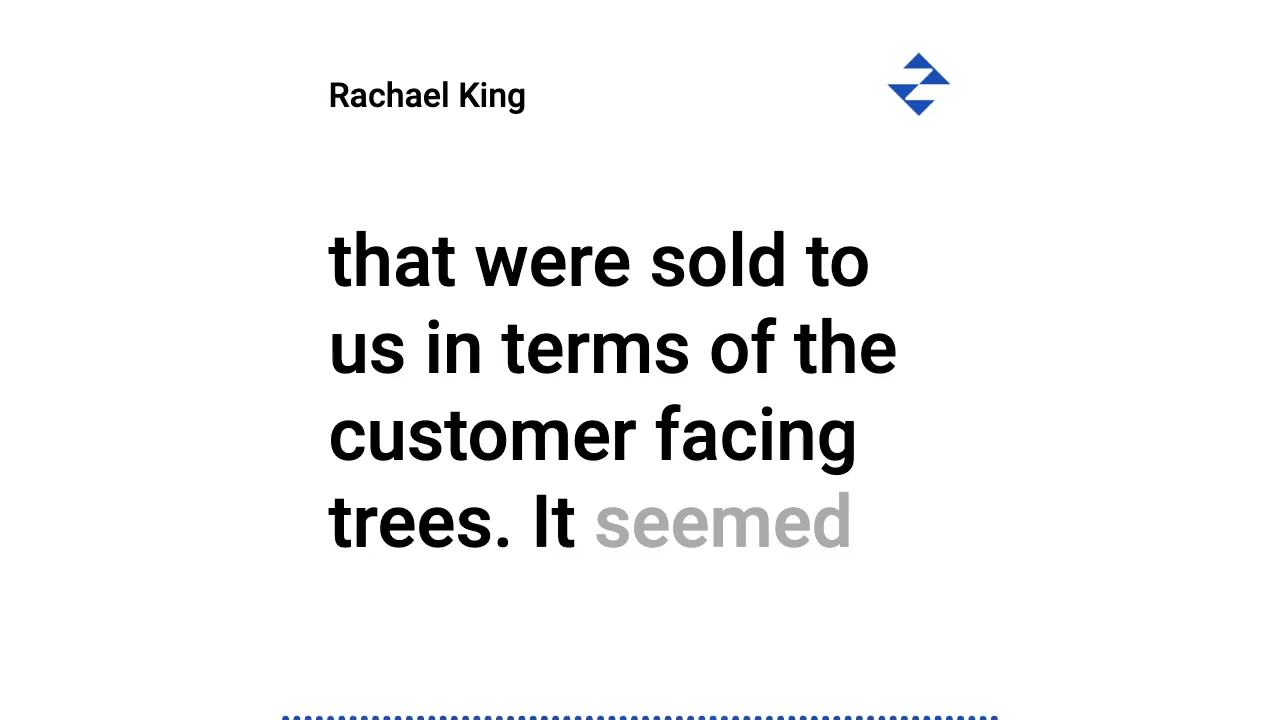 Rachael King
that were sold to
us in terms of the
customer facing
trees. It seemed